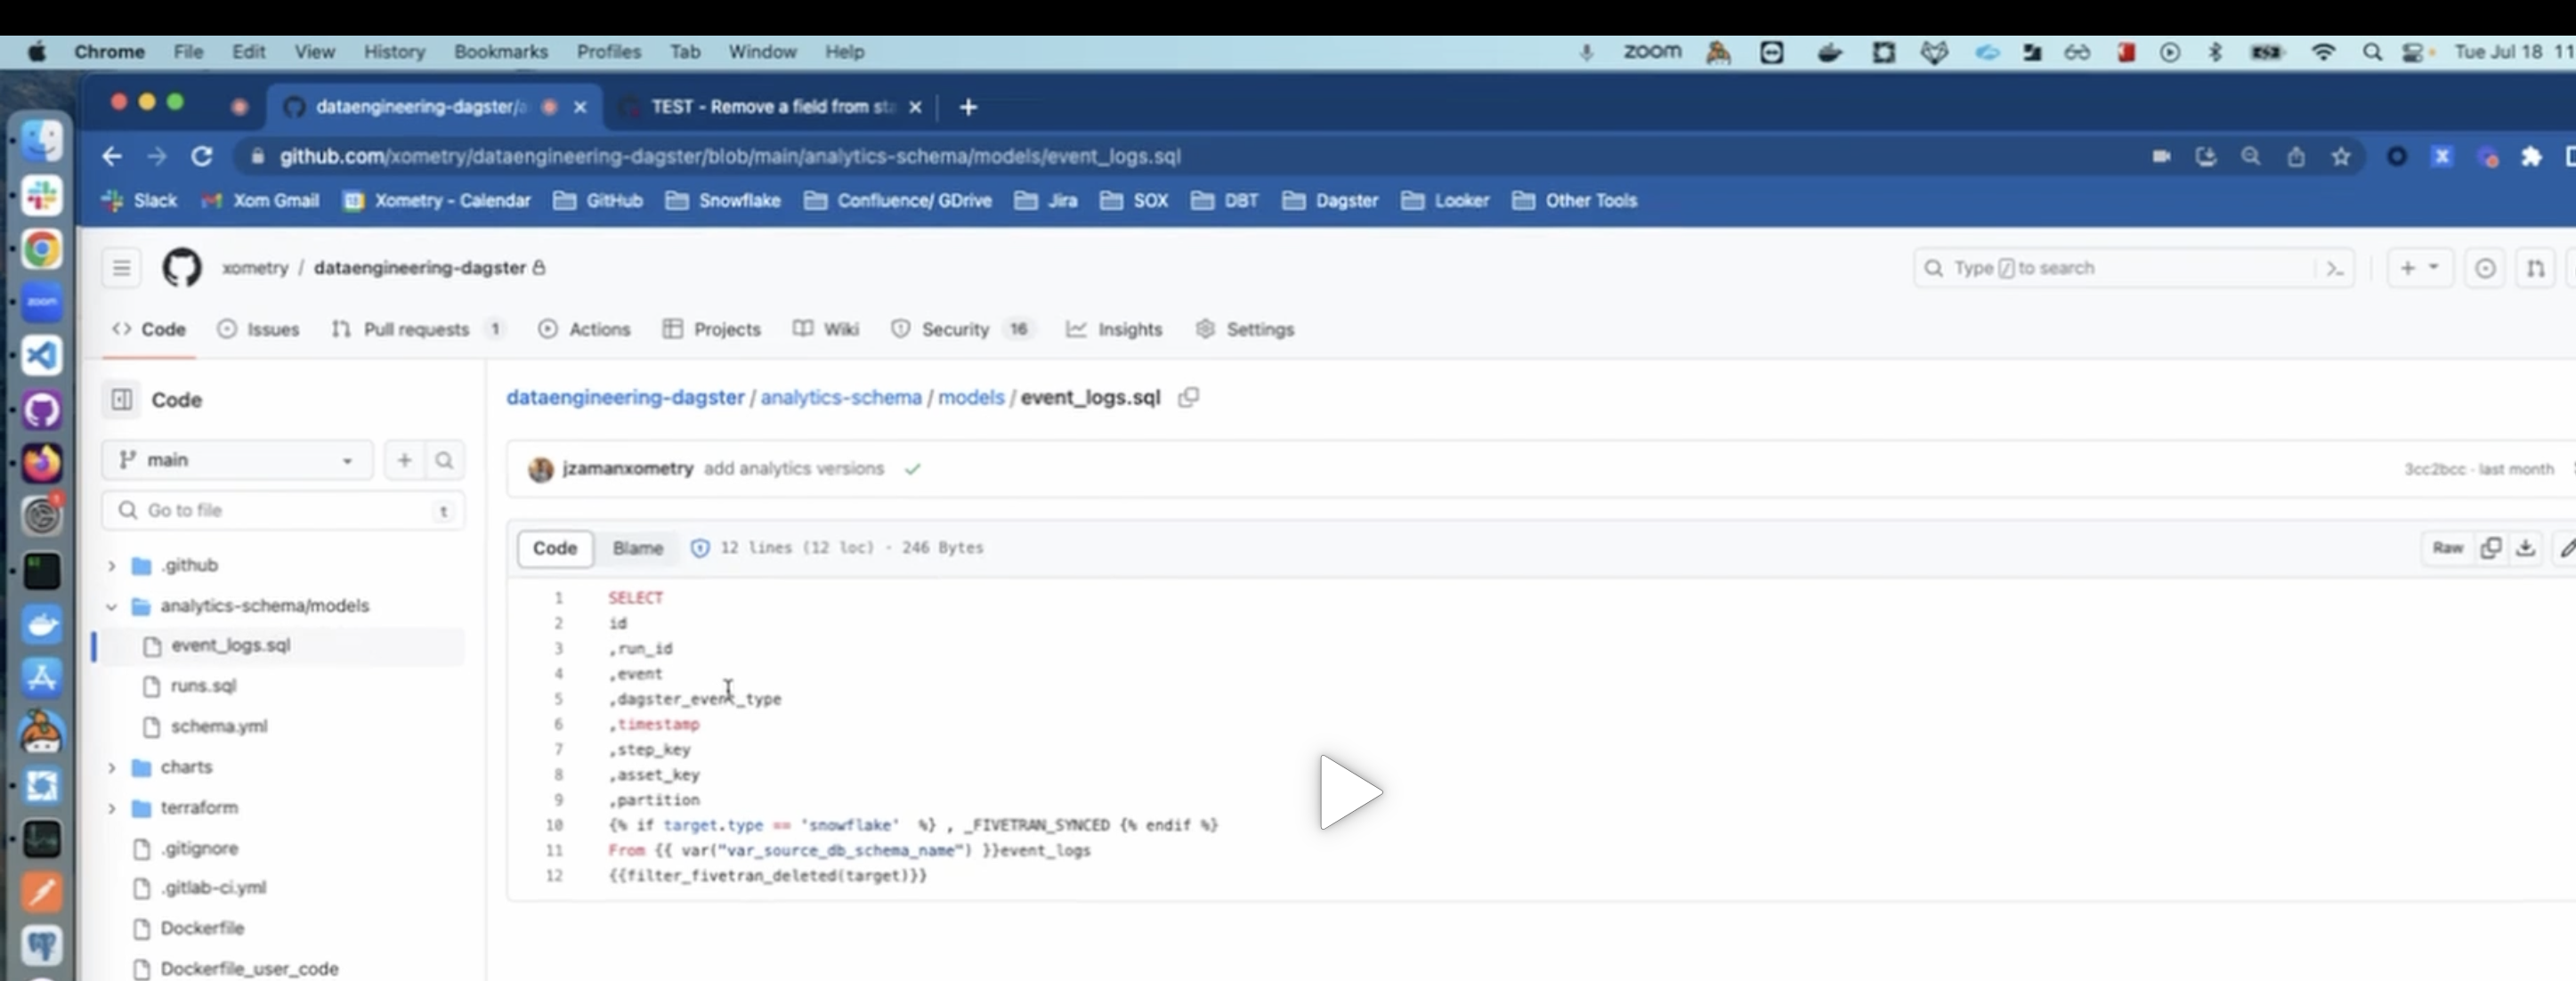 Chrome File Edit View History Bookmarks Profiles Tab Window Help zoom Tue Jul 18 11
dataengineering-dagster/a TEST - Remove a field from sta
github.com/xometry/dataengineering-dagster/blob/main/analytics-schema/models/event_logs.sql
Slack Xom Gmail Xometry - Calendar GitHub Snowflake Confluence/ GDrive Jira SOX DBT Dagster Looker Other Tools
xometry / dataengineering-dagster Type / to search
Code Issues Pull requests 1 Actions Projects Wiki Security 16 Insights Settings
Code
main
Go to file t
.github
analytics-schema/models
event_logs.sql
runs.sql
schema.yml
charts
terraform
.gitignore
.gitlab-ci.yml
Dockerfile
Dockerfile_user_code
dataengineering-dagster / analytics-schema / models / event_logs.sql
jzamanxometry add analytics versions 3cc2bcc · last month
Code Blame 12 lines (12 loc) · 246 Bytes Raw
1 SELECT
2 id
3 ,run_id
4 ,event
5 ,dagster_event_type
6 ,timestamp
7 ,step_key
8 ,asset_key
9 ,partition
10 {% if target.type == 'snowflake' %} , _FIVETRAN_SYNCED {% endif %}
11 From {{ var("var_source_db_schema_name") }}event_logs
12 {{filter_fivetran_deleted(target)}}
zoom